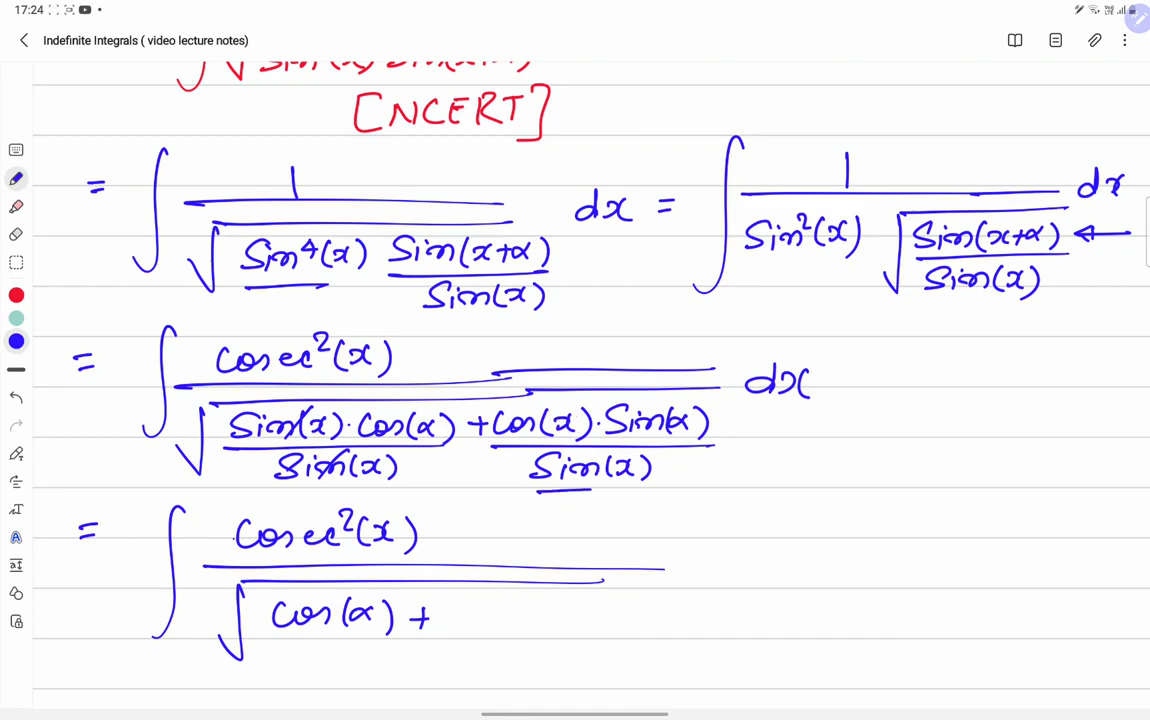 17:24
Indefinite Integrals ( video lecture notes)
[NCERT]
= ∫ 1 / √(Sin⁴(x) Sin(x+α) / Sin(x)) dx = ∫ 1 / (Sin²(x) √(Sin(x+α) / Sin(x))) dx ←
= ∫ Cosec²(x) / √(Sin(x)·Cos(α) / Sin(x) + Cos(x)·Sin(α) / Sin(x)) dx
= ∫ Cosec²(x) / √(Cos(α) +